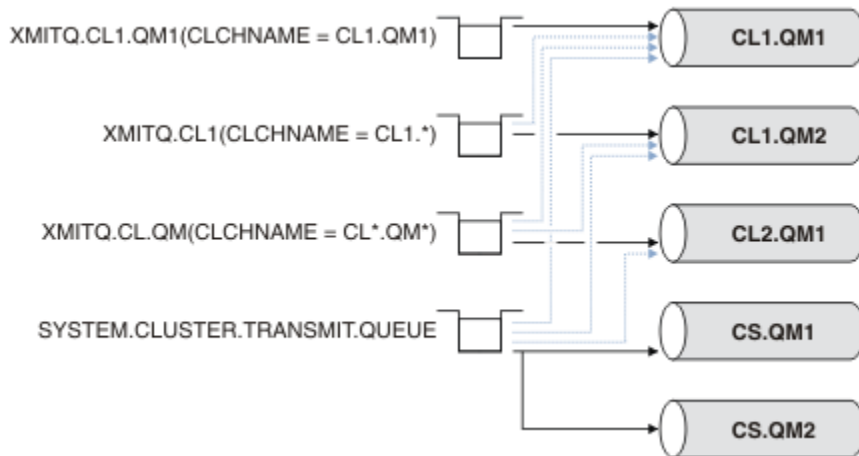 XMITQ.CL1.QM1(CLCHNAME = CL1.QM1)
CL1.QM1
XMITQ.CL1(CLCHNAME = CL1.*)
CL1.QM2
XMITQ.CL.QM(CLCHNAME = CL*.QM*)
CL2.QM1
SYSTEM.CLUSTER.TRANSMIT.QUEUE
CS.QM1
CS.QM2